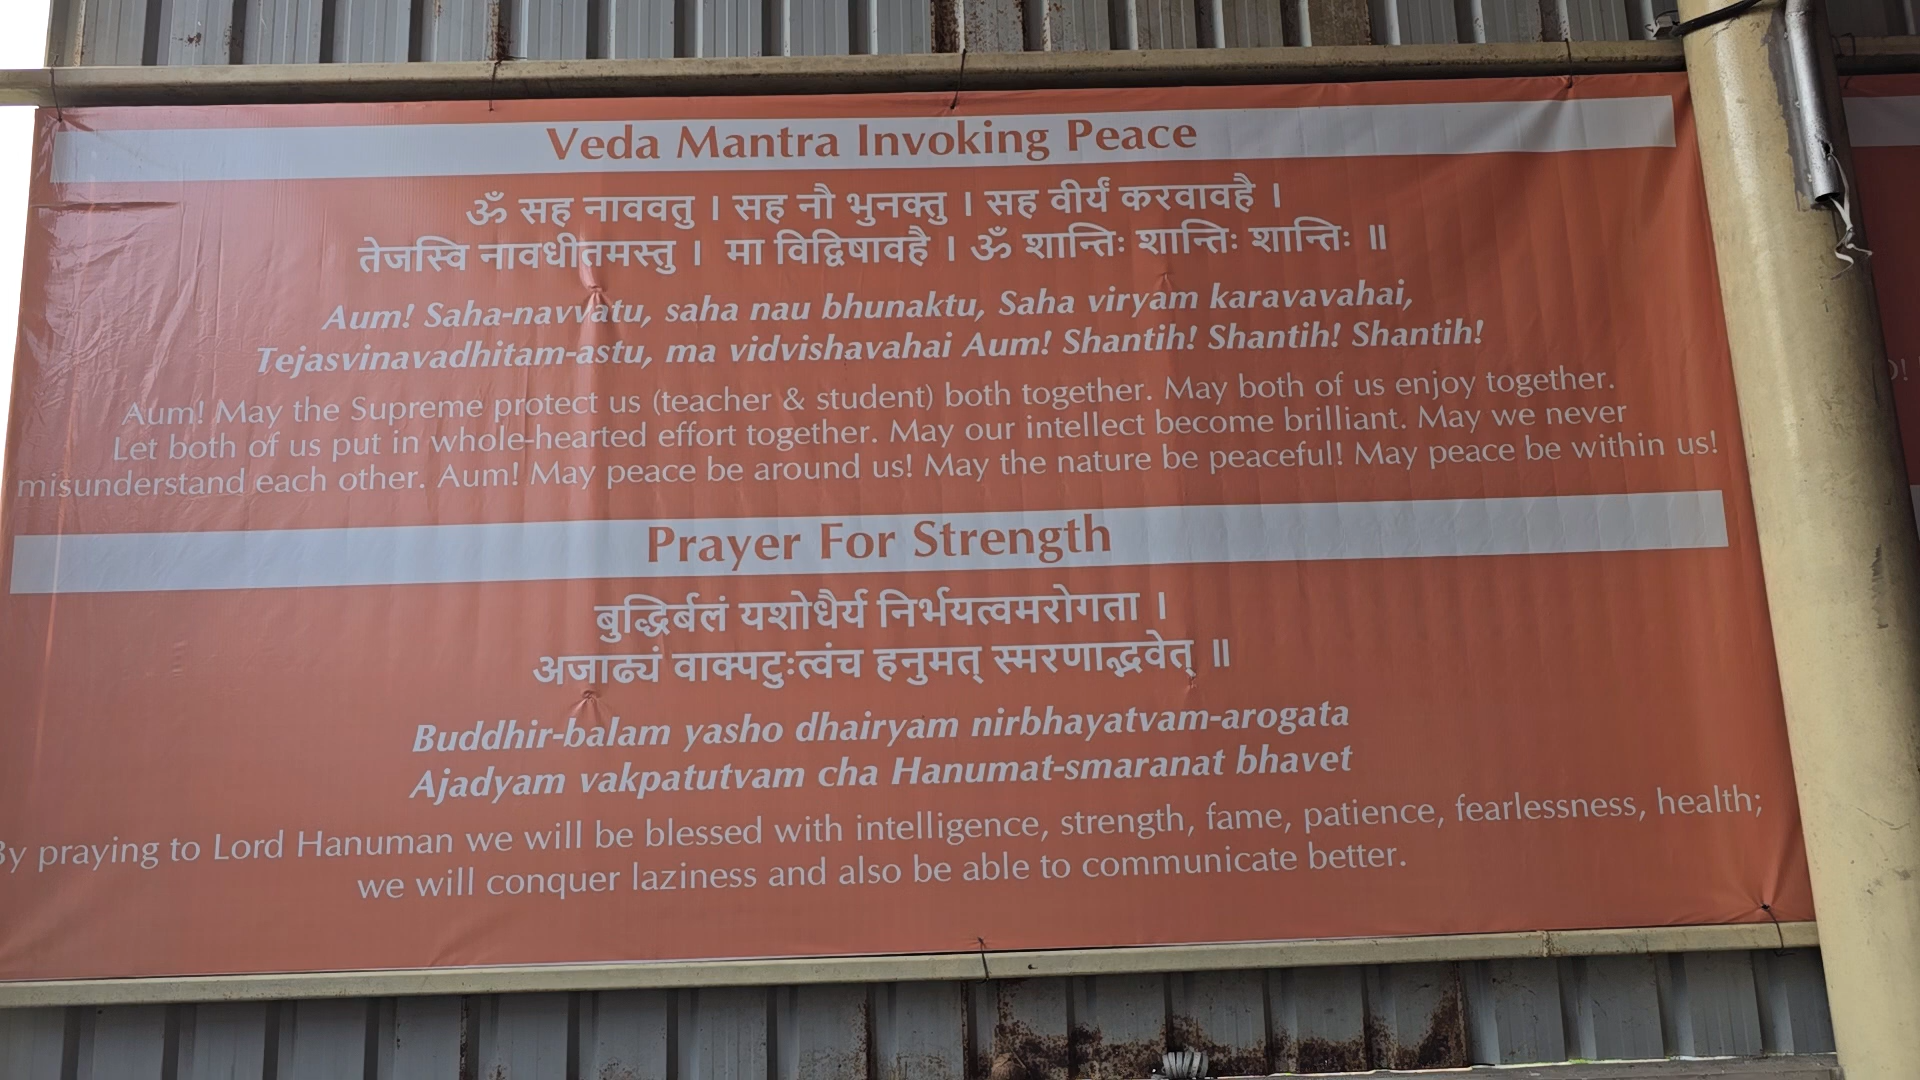 Veda Mantra Invoking Peace
ॐ सह नाववतु । सह नौ भुनक्तु । सह वीर्यं करवावहै ।
तेजस्वि नावधीतमस्तु । मा विद्विषावहै । ॐ शान्तिः शान्तिः शान्तिः ॥
Aum! Saha-navvatu, saha nau bhunaktu, Saha viryam karavavahai,
Tejasvinavadhitam-astu, ma vidvishavahai Aum! Shantih! Shantih! Shantih!
Aum! May the Supreme protect us (teacher & student) both together. May both of us enjoy together.
Let both of us put in whole-hearted effort together. May our intellect become brilliant. May we never
misunderstand each other. Aum! May peace be around us! May the nature be peaceful! May peace be within us!
Prayer For Strength
बुद्धिर्बलं यशोधैर्य निर्भयत्वमरोगता ।
अजाढ्यं वाक्पटुःत्वंच हनुमत् स्मरणाद्भवेत् ॥
Buddhir-balam yasho dhairyam nirbhayatvam-arogata
Ajadyam vakpatutvam cha Hanumat-smaranat bhavet
By praying to Lord Hanuman we will be blessed with intelligence, strength, fame, patience, fearlessness, health;
we will conquer laziness and also be able to communicate better.